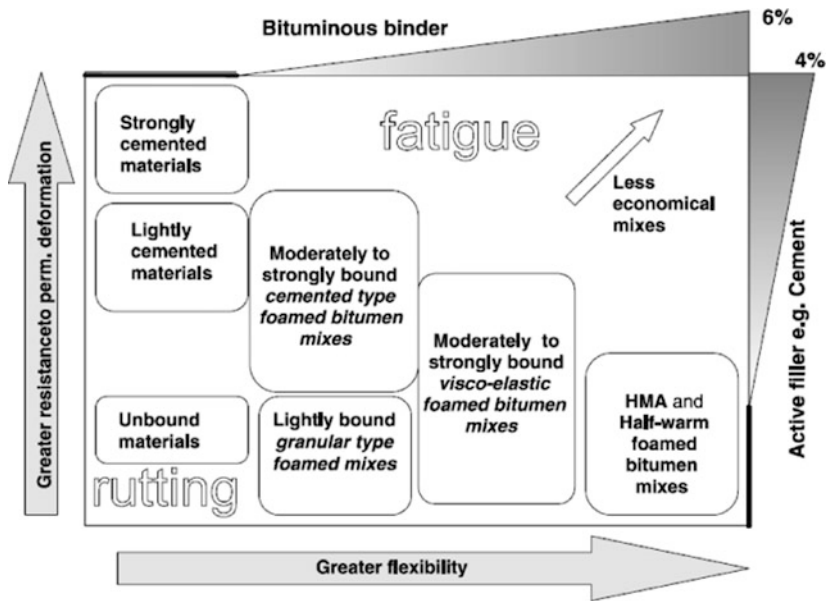 Bituminous binder
6%
4%
Strongly
cemented
materials
fatigue
Less
economical
mixes
Lightly
cemented
materials
Moderately to
strongly bound
cemented type
foamed bitumen
mixes
Moderately to
strongly bound
visco-elastic
foamed bitumen
mixes
HMA and
Half-warm
foamed
bitumen
mixes
Unbound
materials
Lightly bound
granular type
foamed mixes
rutting
Greater resistanceto perm. deformation
Active filler e.g. Cement
Greater flexibility